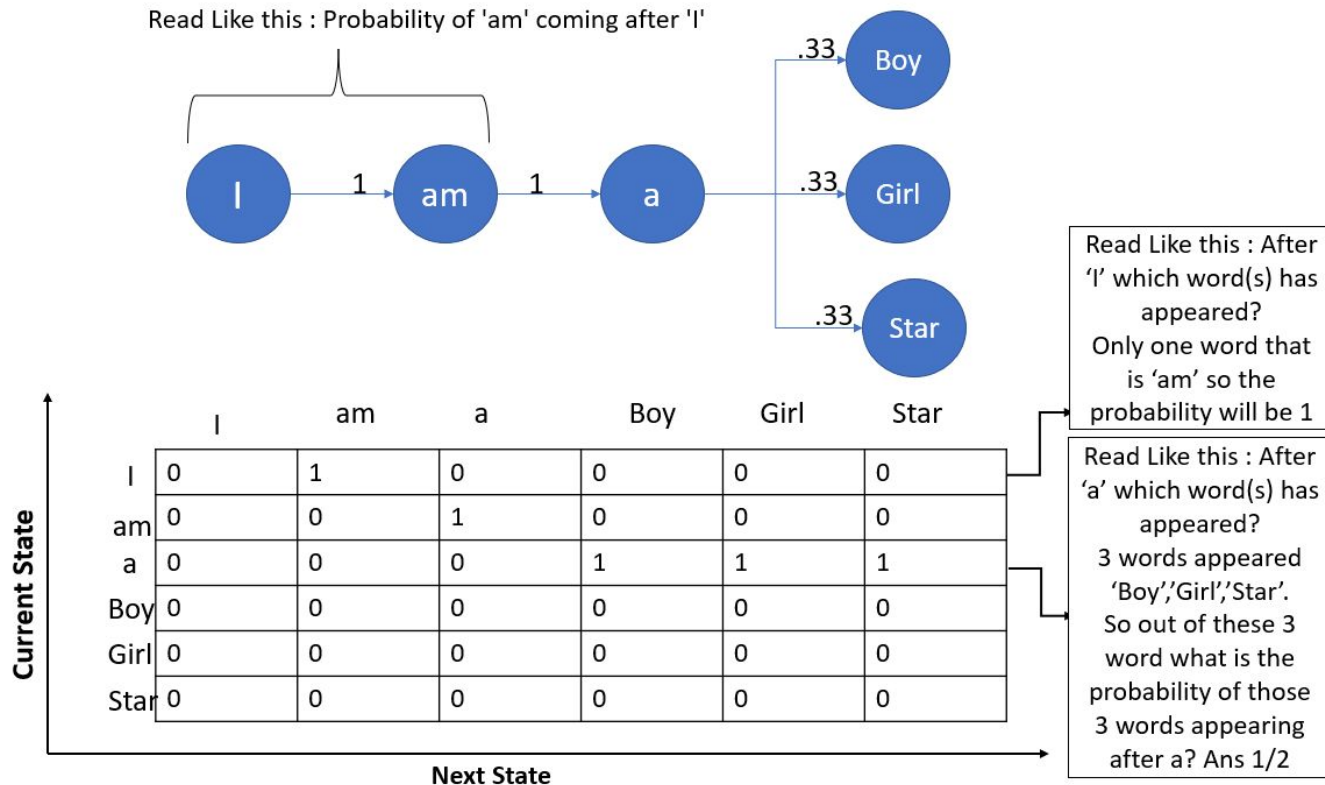 Read Like this : Probability of 'am' coming after 'I'
.33
Boy
I
1
am
1
a
.33
Girl
.33
Star
Read Like this : After
‘I’ which word(s) has
appeared?
Only one word that
is ‘am’ so the
probability will be 1
I am a Boy Girl Star
I 0 1 0 0 0 0
am 0 0 1 0 0 0
a 0 0 0 1 1 1
Boy 0 0 0 0 0 0
Girl 0 0 0 0 0 0
Star 0 0 0 0 0 0
Current State
Next State
Read Like this : After
‘a’ which word(s) has
appeared?
3 words appeared
‘Boy’,’Girl’,’Star’.
So out of these 3
word what is the
probability of those
3 words appearing
after a? Ans 1/2